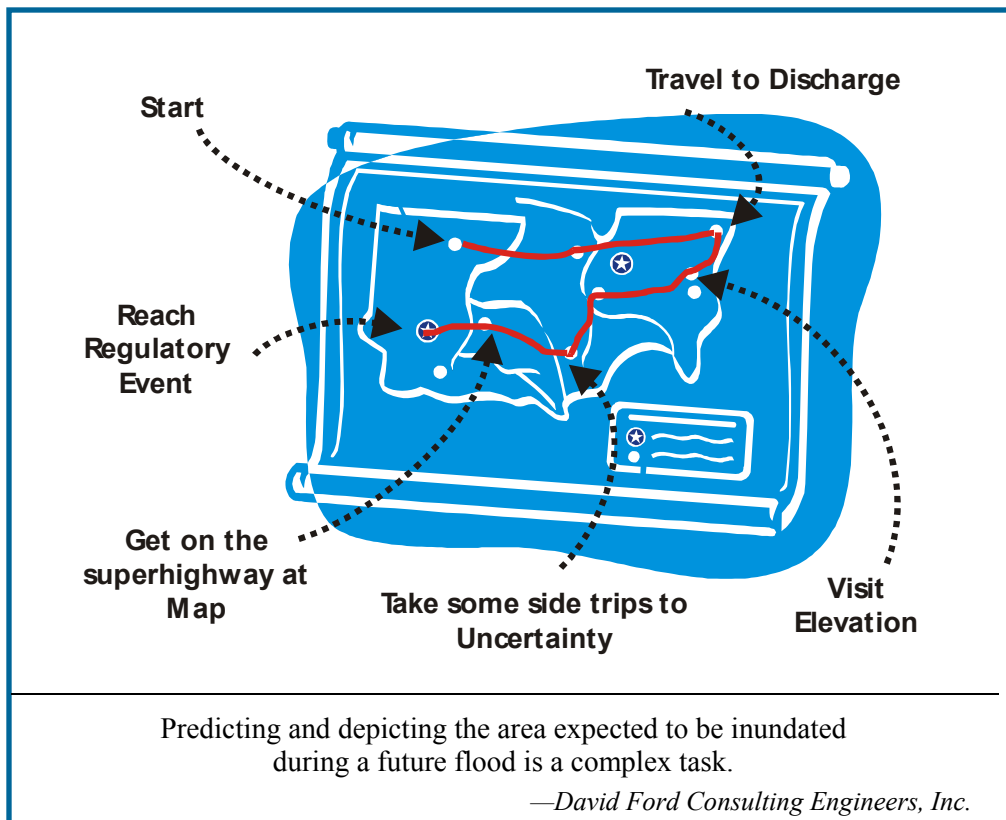 Travel to Discharge
Start
Reach
Regulatory
Event
Get on the
superhighway at
Map
Take some side trips to
Uncertainty
Visit
Elevation
Predicting and depicting the area expected to be inundated
during a future flood is a complex task.
—David Ford Consulting Engineers, Inc.